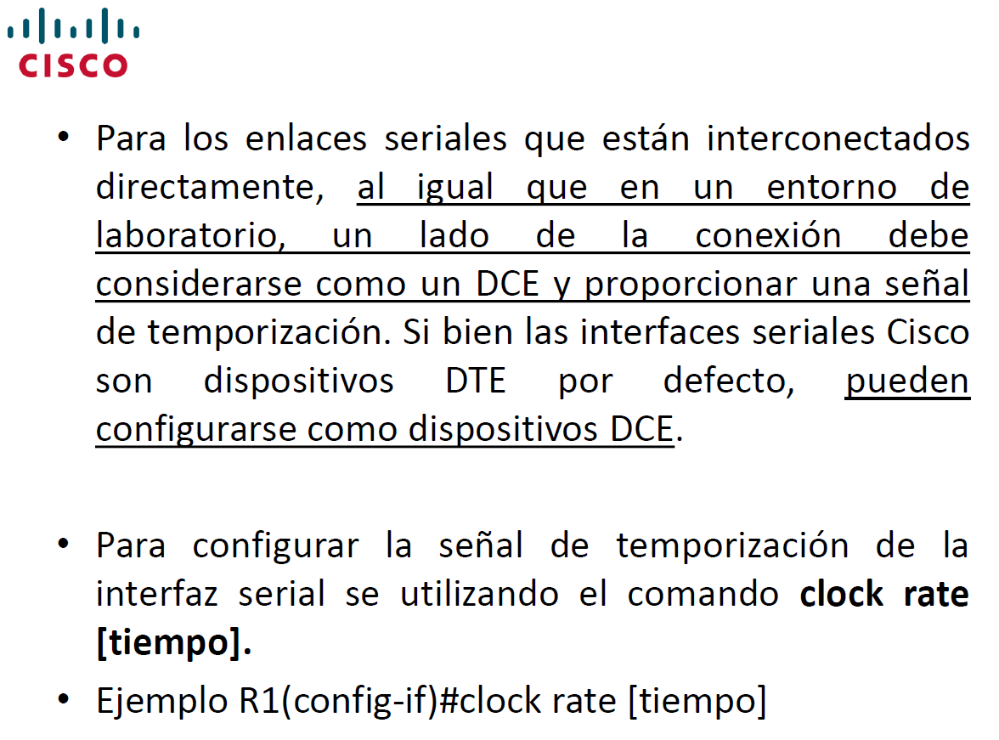 CISCO
• Para los enlaces seriales que están interconectados
directamente, al igual que en un entorno de
laboratorio, un lado de la conexión debe
considerarse como un DCE y proporcionar una señal
de temporización. Si bien las interfaces seriales Cisco
son dispositivos DTE por defecto, pueden
configurarse como dispositivos DCE.
• Para configurar la señal de temporización de la
interfaz serial se utilizando el comando clock rate
[tiempo].
• Ejemplo R1(config-if)#clock rate [tiempo]